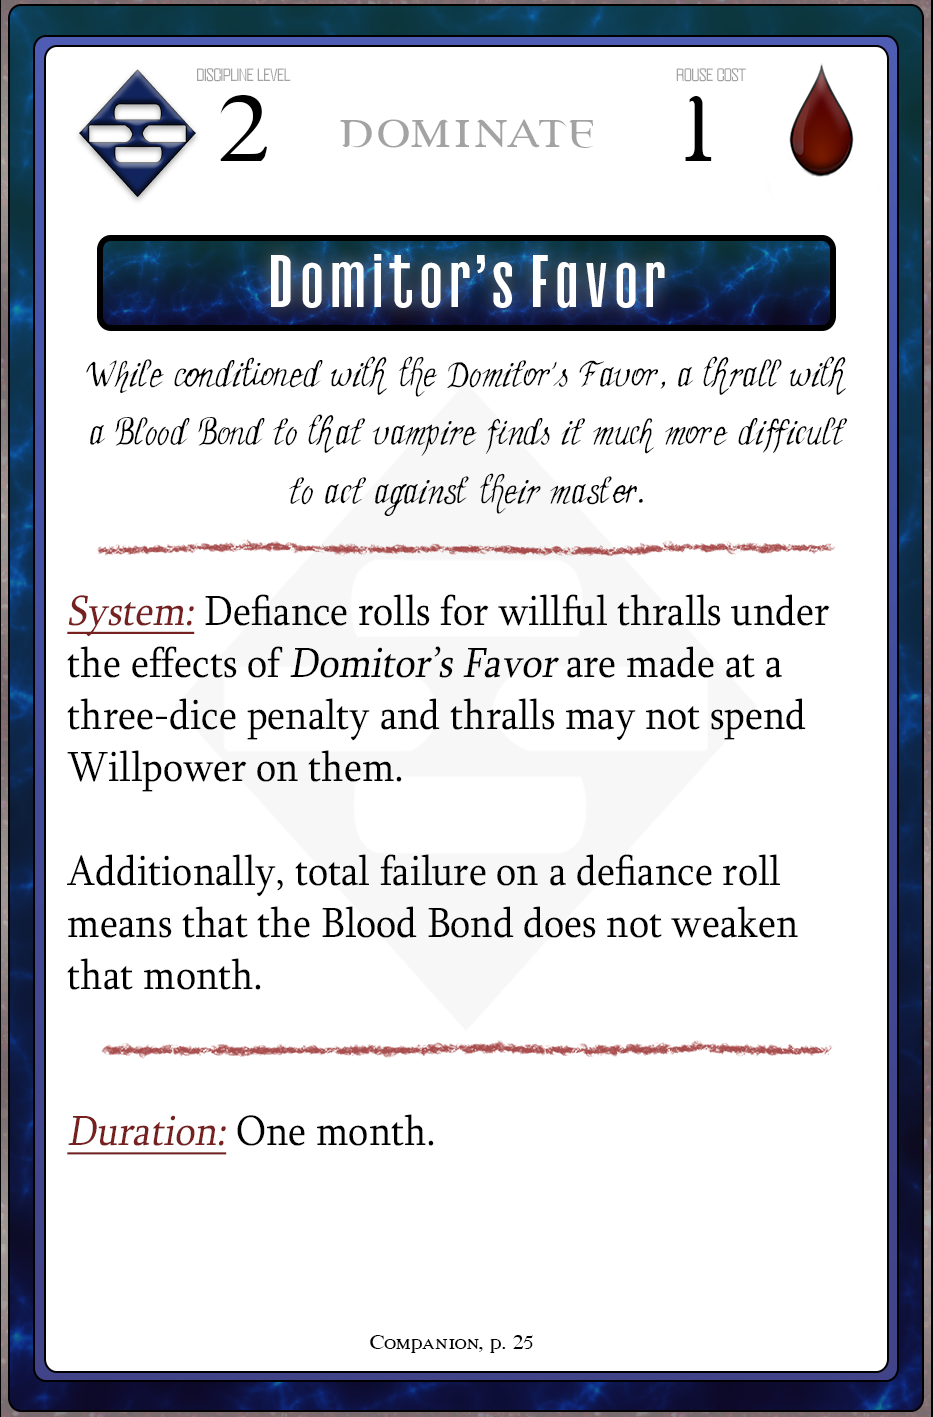 DISCIPLINE LEVEL
2
DOMINATE
ROUSE COST
1
Domitor's Favor
While conditioned with the Domitor's Favor, a thrall with
a Blood Bond to that vampire finds it much more difficult
to act against their master.
System: Defiance rolls for willful thralls under
the effects of Domitor's Favor are made at a
three-dice penalty and thralls may not spend
Willpower on them.
Additionally, total failure on a defiance roll
means that the Blood Bond does not weaken
that month.
Duration: One month.
Companion, p. 25